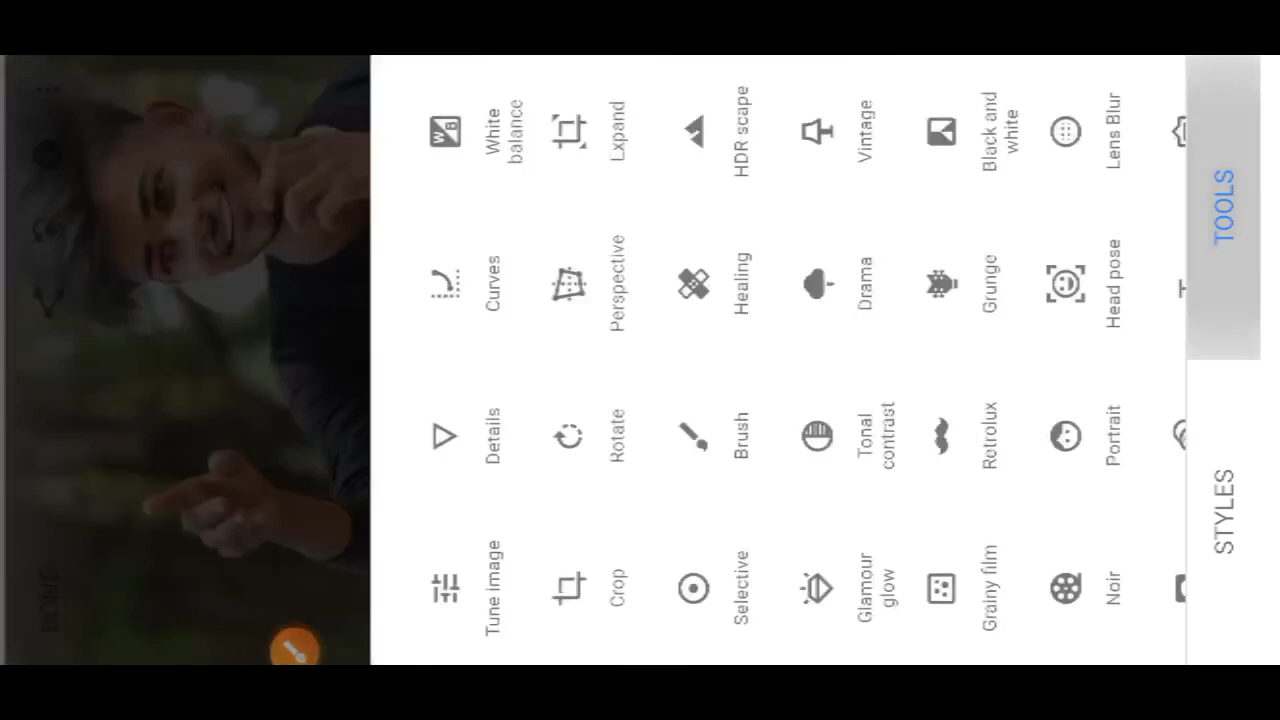 Tune image
Details
Curves
White
balance
Crop
Rotate
Perspective
Expand
Selective
Brush
Healing
HDR scape
Glamour
glow
Tonal
contrast
Drama
Vintage
Grainy film
Retrolux
Grunge
Black and
white
Noir
Portrait
Head pose
Lens Blur
STYLES
TOOLS